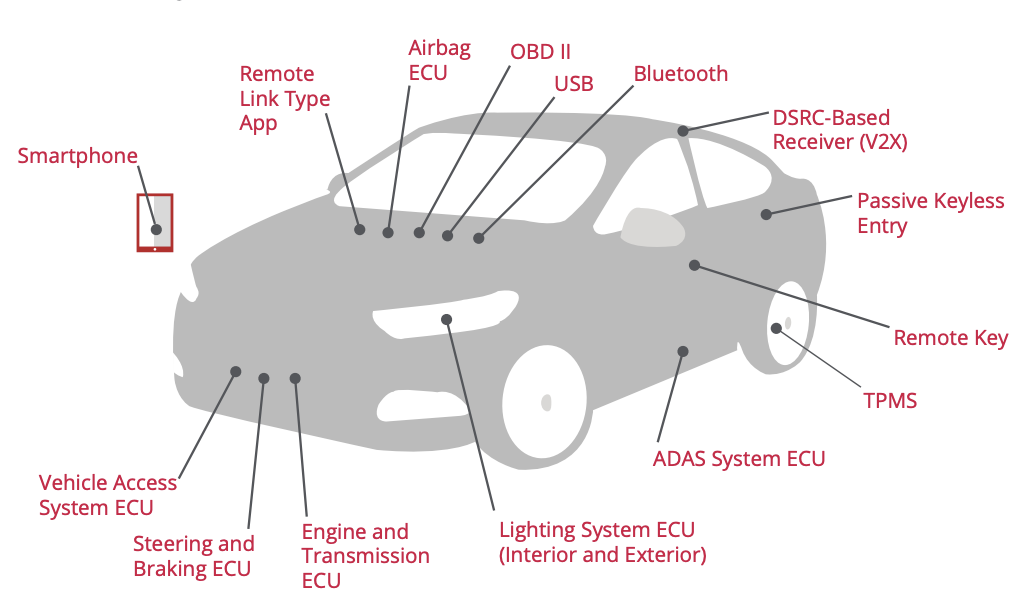 Airbag
ECU
OBD II
Remote
Link Type
App
USB
Bluetooth
DSRC-Based
Receiver (V2X)
Smartphone
Passive Keyless
Entry
Remote Key
TPMS
ADAS System ECU
Vehicle Access
System ECU
Steering and
Braking ECU
Engine and
Transmission
ECU
Lighting System ECU
(Interior and Exterior)